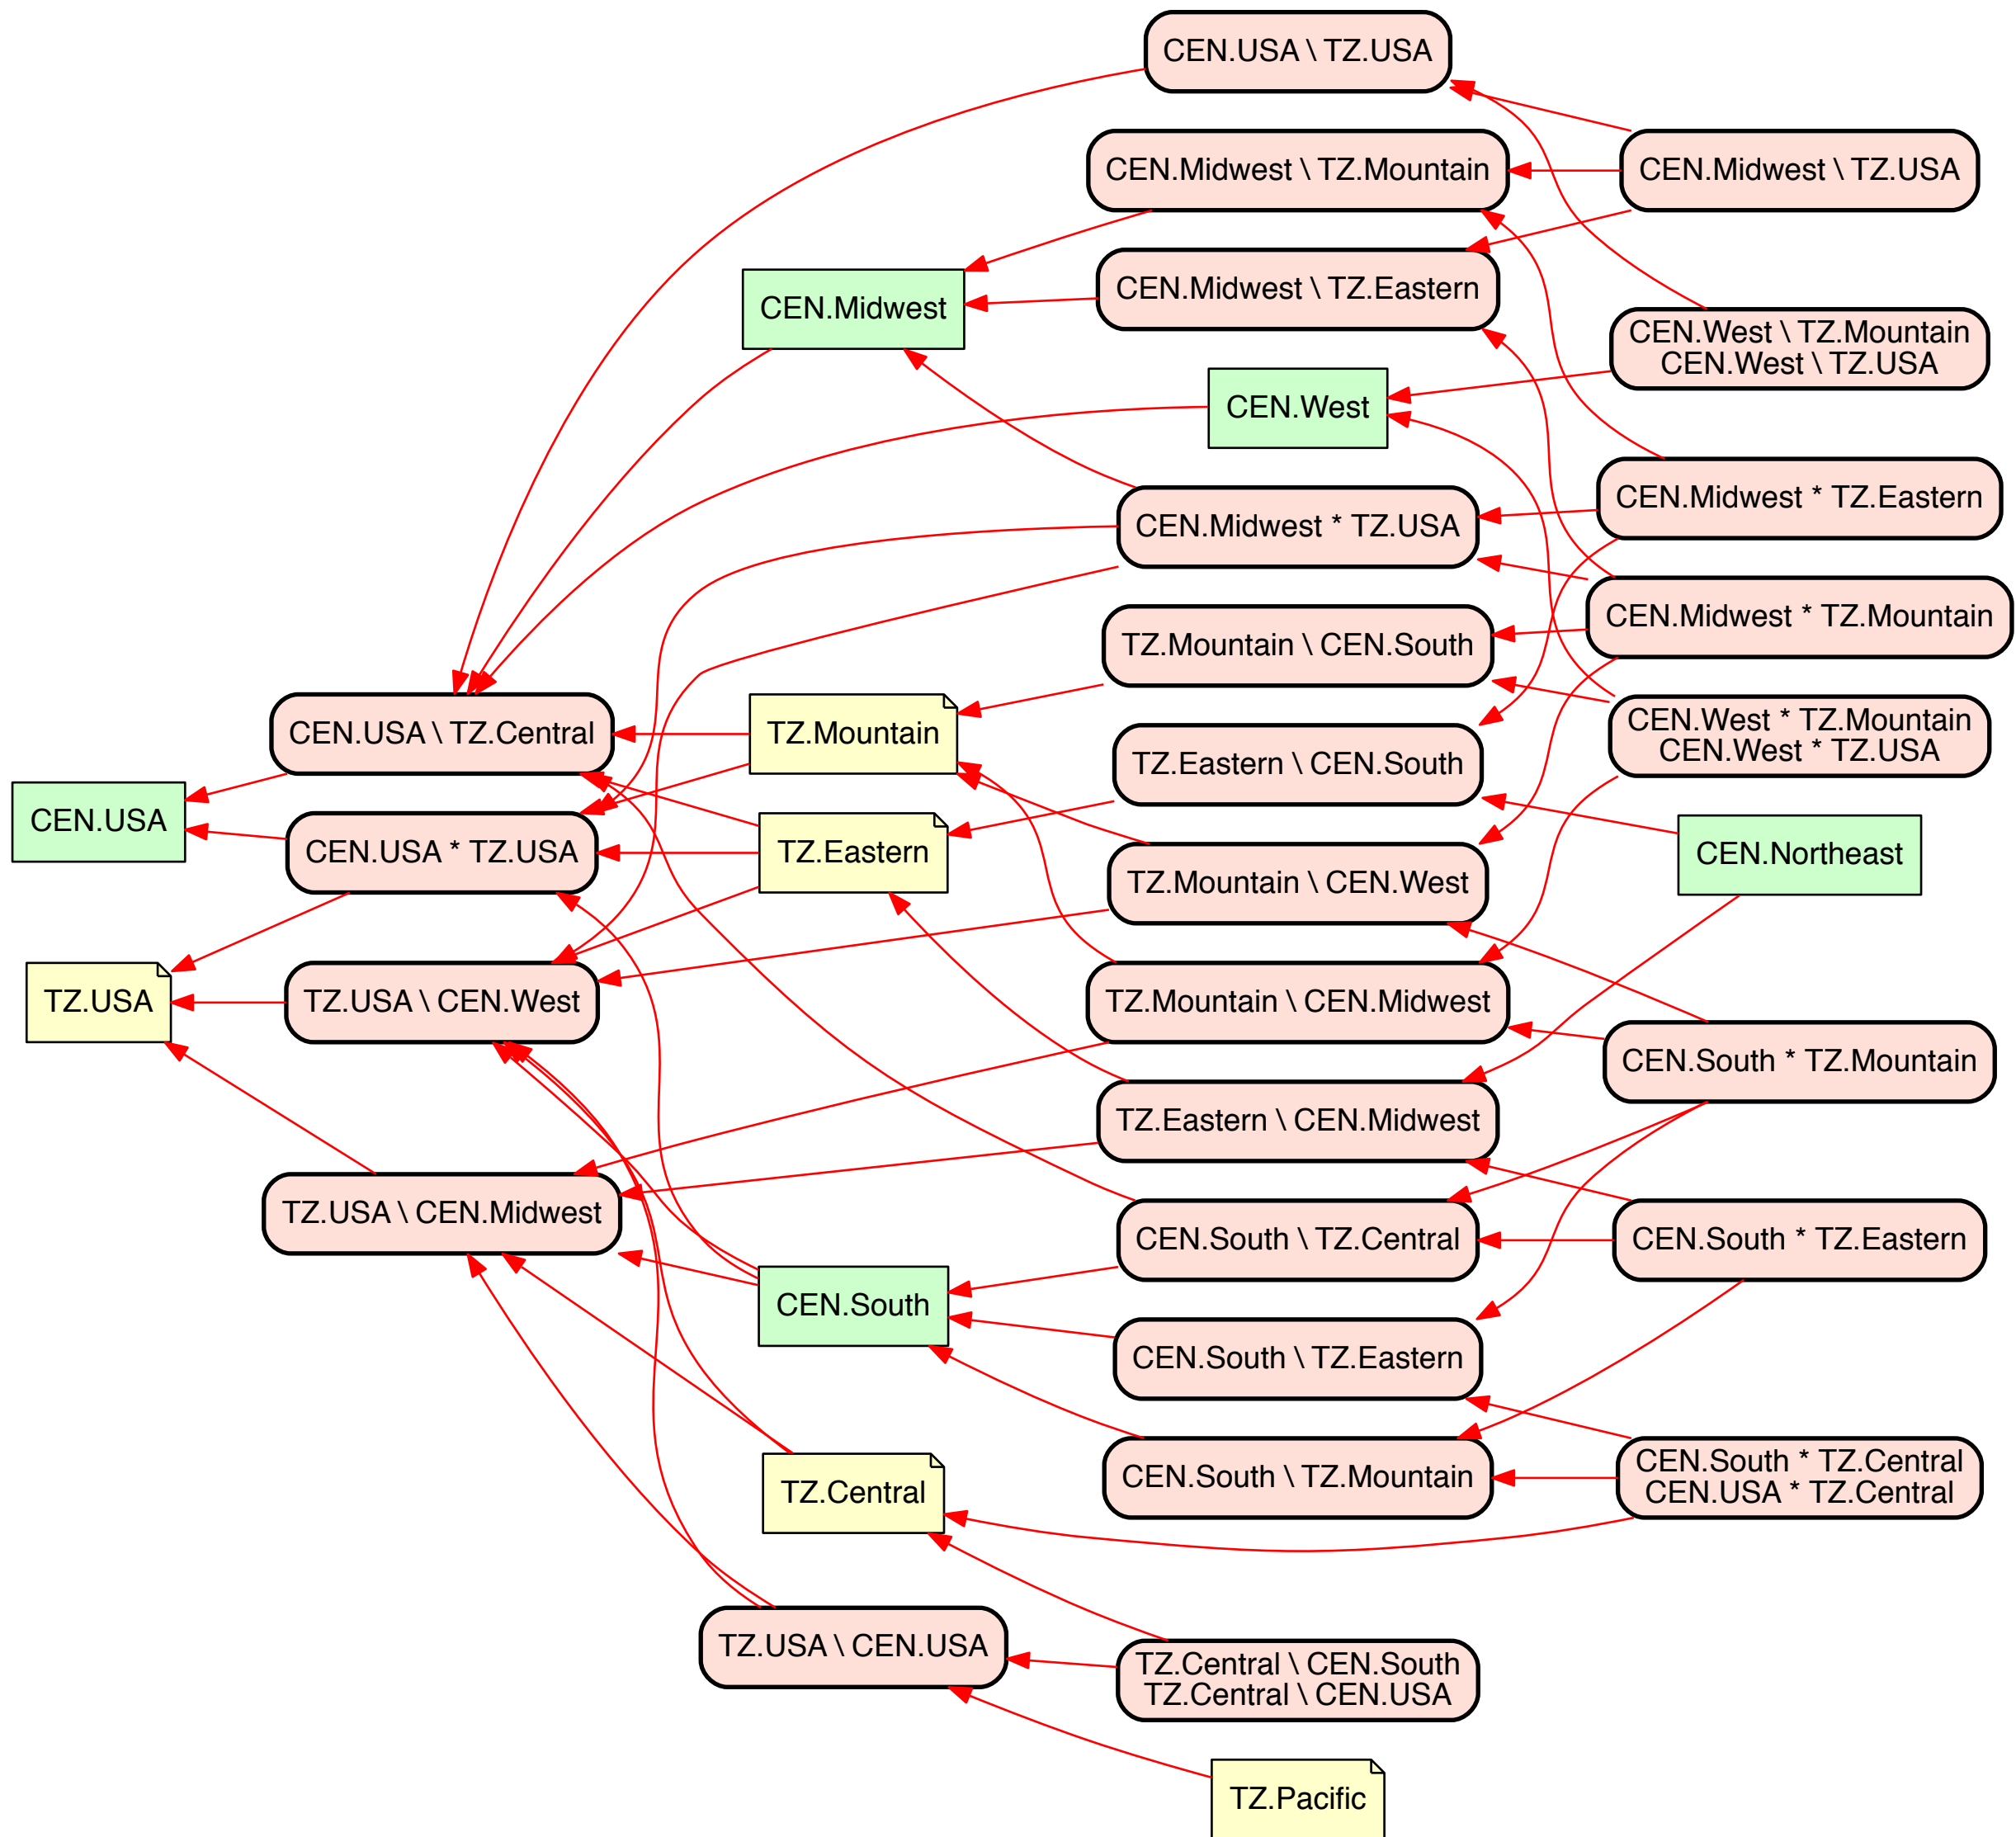 CEN.USA \ TZ.USA
CEN.Midwest \ TZ.Mountain
CEN.Midwest \ TZ.USA
CEN.Midwest \ TZ.Eastern
CEN.Midwest
CEN.West \ TZ.Mountain
CEN.West \ TZ.USA
CEN.West
CEN.Midwest * TZ.Eastern
CEN.Midwest * TZ.USA
CEN.Midwest * TZ.Mountain
TZ.Mountain \ CEN.South
CEN.USA \ TZ.Central
TZ.Mountain
CEN.West * TZ.Mountain
CEN.West * TZ.USA
TZ.Eastern \ CEN.South
CEN.USA
CEN.USA * TZ.USA
TZ.Eastern
CEN.Northeast
TZ.Mountain \ CEN.West
TZ.USA
TZ.USA \ CEN.West
TZ.Mountain \ CEN.Midwest
CEN.South * TZ.Mountain
TZ.Eastern \ CEN.Midwest
TZ.USA \ CEN.Midwest
CEN.South \ TZ.Central
CEN.South * TZ.Eastern
CEN.South
CEN.South \ TZ.Eastern
CEN.South \ TZ.Mountain
CEN.South * TZ.Central
CEN.USA * TZ.Central
TZ.Central
TZ.USA \ CEN.USA
TZ.Central \ CEN.South
TZ.Central \ CEN.USA
TZ.Pacific